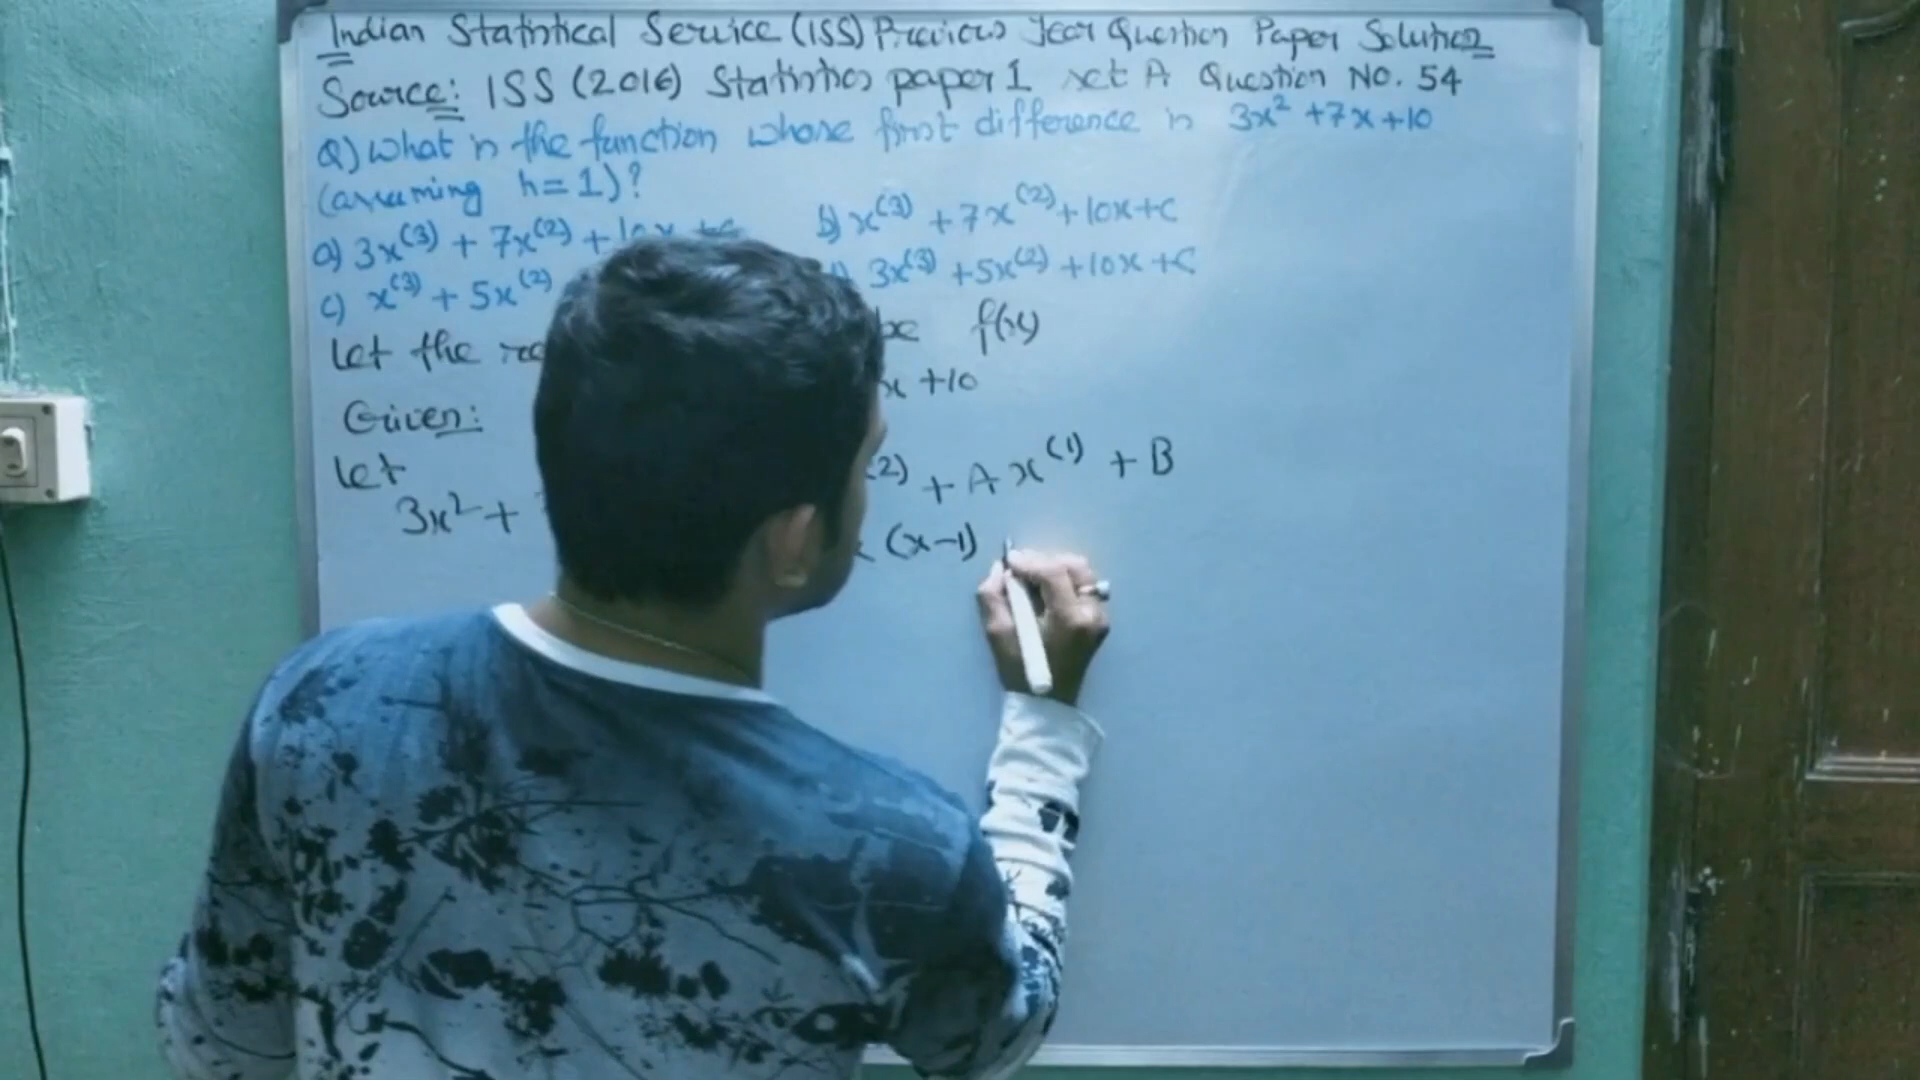 Indian Statistical Service (ISS) Previous Year Question Paper Solution
Source: ISS (2016) Statistics paper 1 set A Question No. 54
Q) What is the function whose first difference is 3x² + 7x + 10
(assuming h = 1)?
a) 3x⁽³⁾ + 7x⁽²⁾ + 10x + c b) x⁽³⁾ + 7x⁽²⁾ + 10x + c
c) x⁽³⁾ + 5x⁽²⁾ 3x⁽³⁾ + 5x⁽²⁾ + 10x + c
Let the be f(x)
Given: x + 10
Let
3x² + ⁽²⁾ + Ax⁽¹⁾ + B
(x-1)